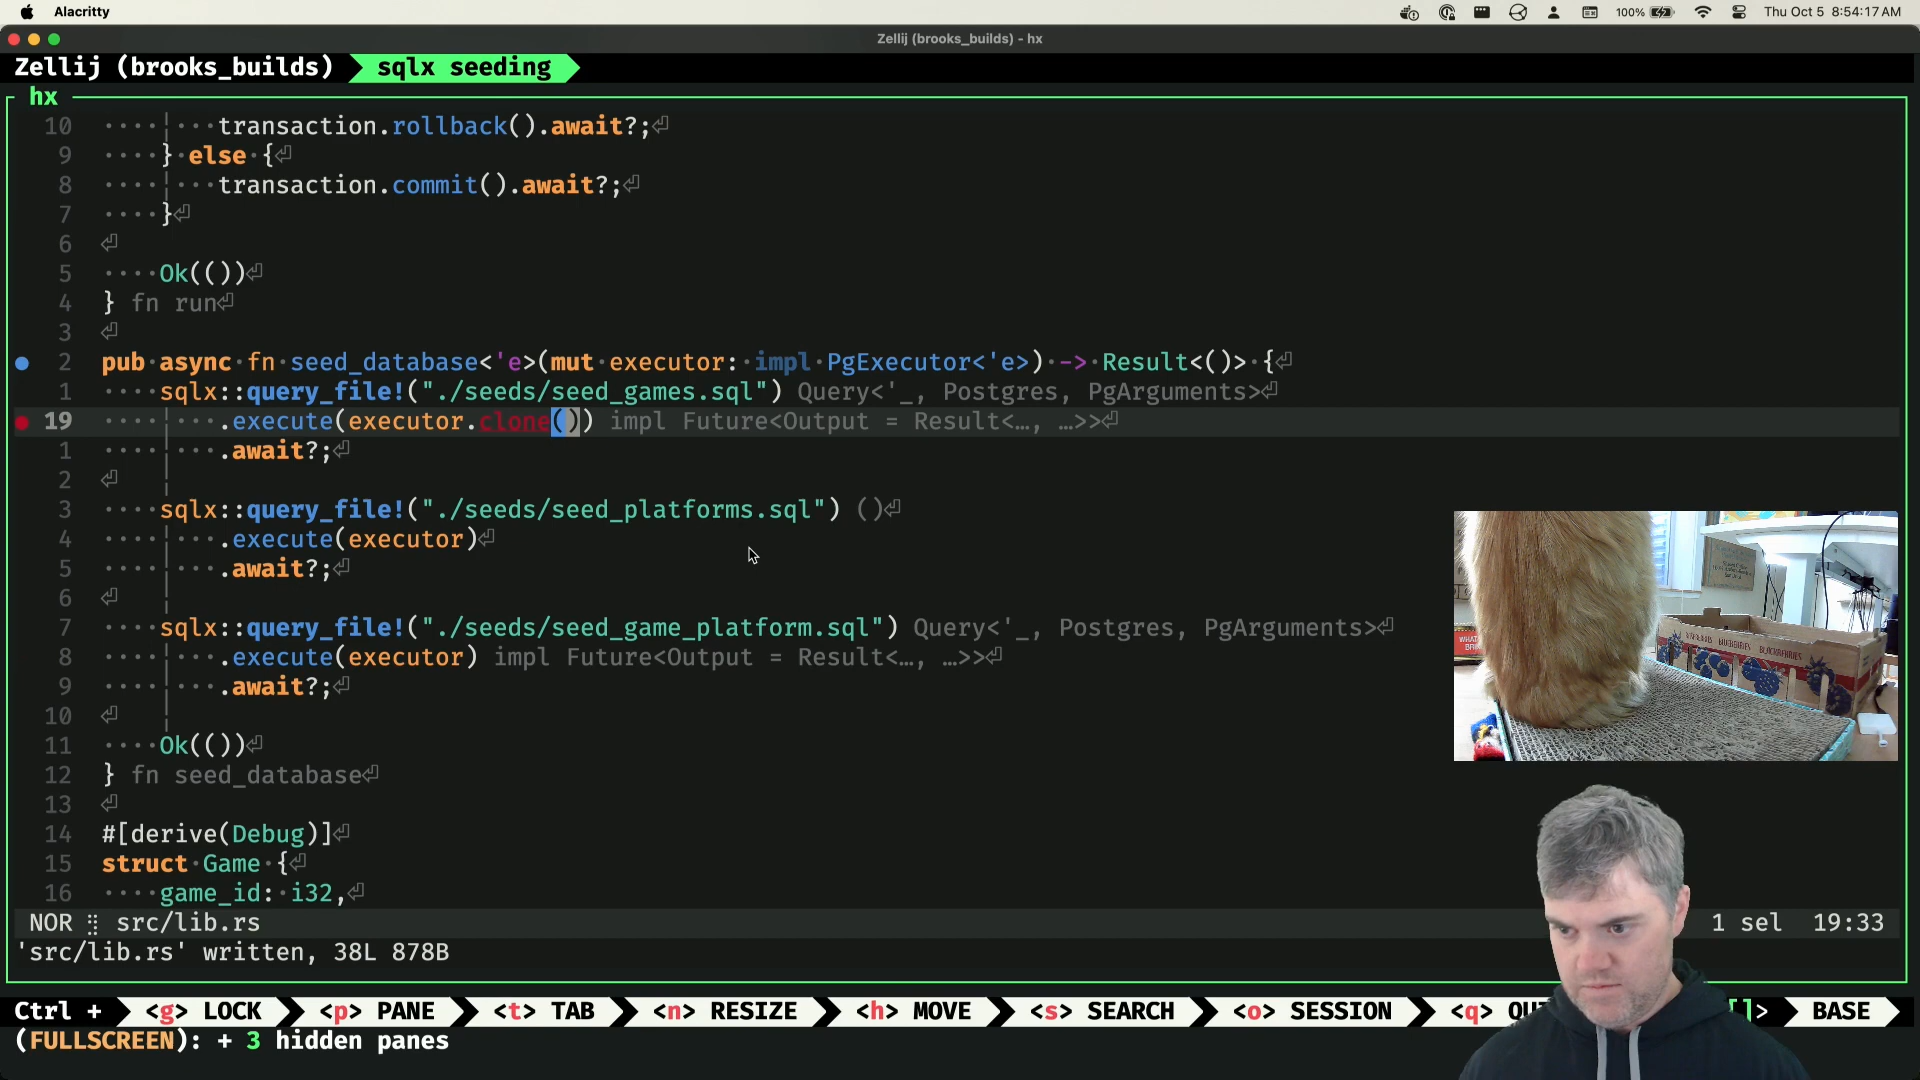 Alacritty
100%
Thu Oct 5 8:54:17 AM
Zellij (brooks_builds) - hx
Zellij (brooks_builds) sqlx seeding
hx
10 ····¦···transaction.rollback().await?;⏎
9 ····}·else·{⏎
8 ····¦···transaction.commit().await?;⏎
7 ····}⏎
6 ⏎
5 ····Ok(())⏎
4 } fn run⏎
3 ⏎
2 pub·async·fn·seed_database<'e>(mut·executor:·impl·PgExecutor<'e>)·->·Result<()>·{⏎
1 ····sqlx::query_file!("./seeds/seed_games.sql") Query<'_, Postgres, PgArguments>⏎
19 ····¦···.execute(executor.clone()) impl Future<Output = Result<…, …>>⏎
1 ····¦···.await?;⏎
2 ⏎
3 ····sqlx::query_file!("./seeds/seed_platforms.sql") ()⏎
4 ····¦···.execute(executor)⏎
5 ····¦···.await?;⏎
6 ⏎
7 ····sqlx::query_file!("./seeds/seed_game_platform.sql") Query<'_, Postgres, PgArguments>⏎
8 ····¦···.execute(executor) impl Future<Output = Result<…, …>>⏎
9 ····¦···.await?;⏎
10 ⏎
11 ····Ok(())⏎
12 } fn seed_database⏎
13 ⏎
14 #[derive(Debug)]⏎
15 struct·Game·{⏎
16 ····game_id:·i32,⏎
NOR src/lib.rs 1 sel 19:33
'src/lib.rs' written, 38L 878B
Ctrl + <g> LOCK <p> PANE <t> TAB <n> RESIZE <h> MOVE <s> SEARCH <o> SESSION <q> BASE
(FULLSCREEN): + 3 hidden panes